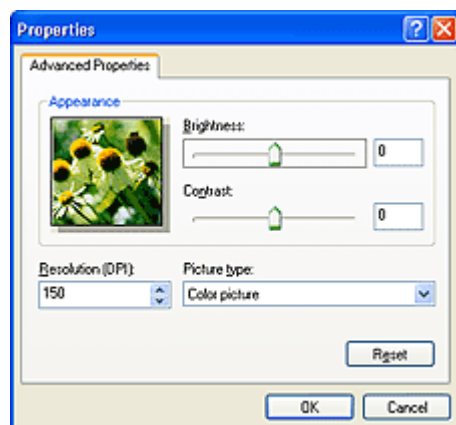 Properties
Advanced Properties
Appearance
Brightness:
0
Contrast:
0
Resolution (DPI):
150
Picture type:
Color picture
Reset
OK
Cancel